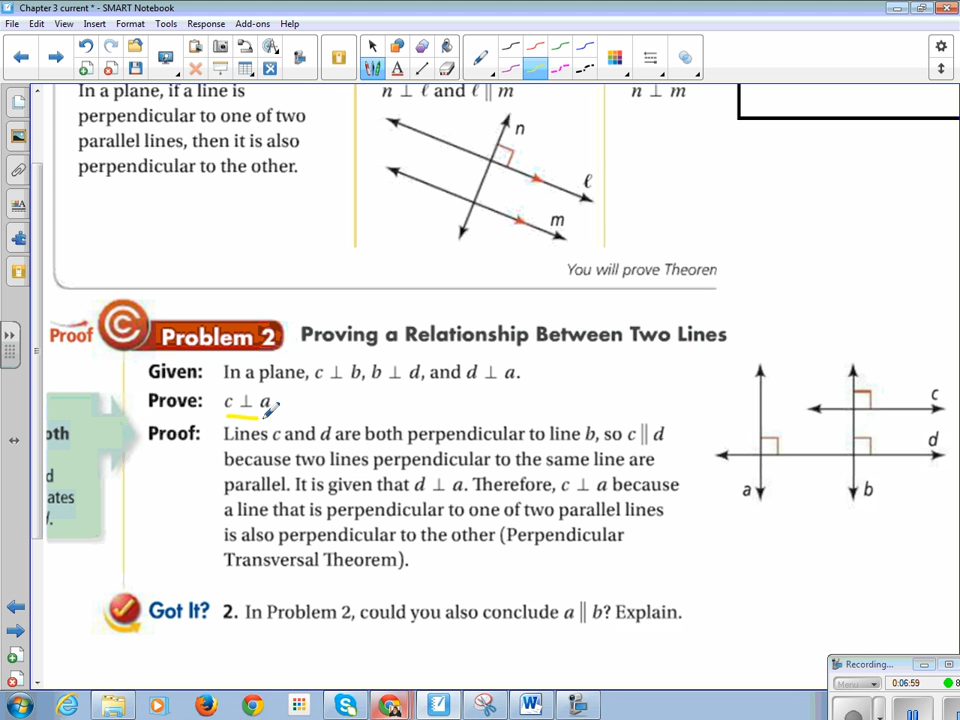 Chapter 3 current * - SMART Notebook
File Edit View Insert Format Tools Response Add-ons Help
In a plane, if a line is
perpendicular to one of two
parallel lines, then it is also
perpendicular to the other.
n ⊥ ℓ and ℓ ∥ m
n ⊥ m
n
ℓ
m
You will prove Theoren
Proof
Problem 2 Proving a Relationship Between Two Lines
Given: In a plane, c ⊥ b, b ⊥ d, and d ⊥ a.
Prove: c ⊥ a
Proof: Lines c and d are both perpendicular to line b, so c ∥ d
because two lines perpendicular to the same line are
parallel. It is given that d ⊥ a. Therefore, c ⊥ a because
a line that is perpendicular to one of two parallel lines
is also perpendicular to the other (Perpendicular
Transversal Theorem).
oth
d
ates
c
d
a
b
Got It? 2. In Problem 2, could you also conclude a ∥ b? Explain.
Recording...
Menu
0:06:59
8